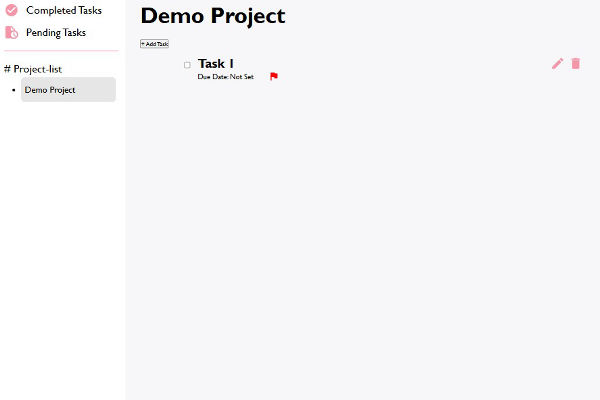 Completed Tasks
Pending Tasks
# Project-list
Demo Project
Demo Project
+ Add Task
Task 1
Due Date: Not Set